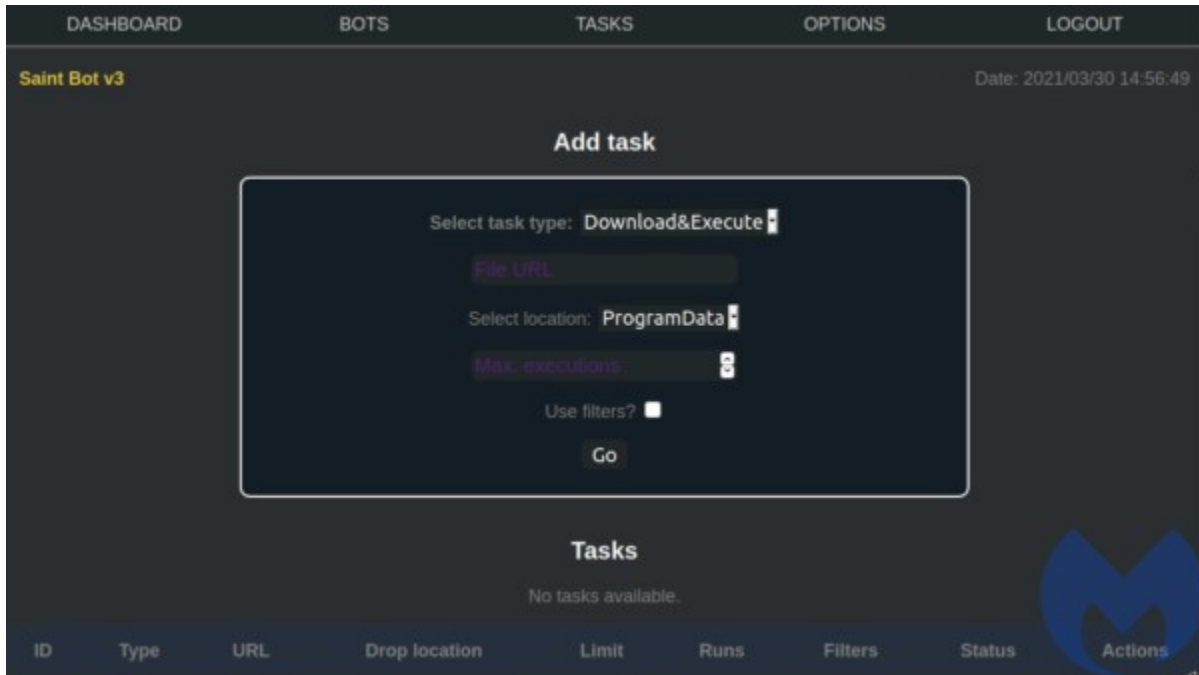 DASHBOARD BOTS TASKS OPTIONS LOGOUT
Saint Bot v3 Date: 2021/03/30 14:56:49
Add task
Select task type: Download&Execute
File URL
Select location: ProgramData
Max. executions
Use filters?
Go
Tasks
No tasks available.
ID Type URL Drop location Limit Runs Filters Status Actions